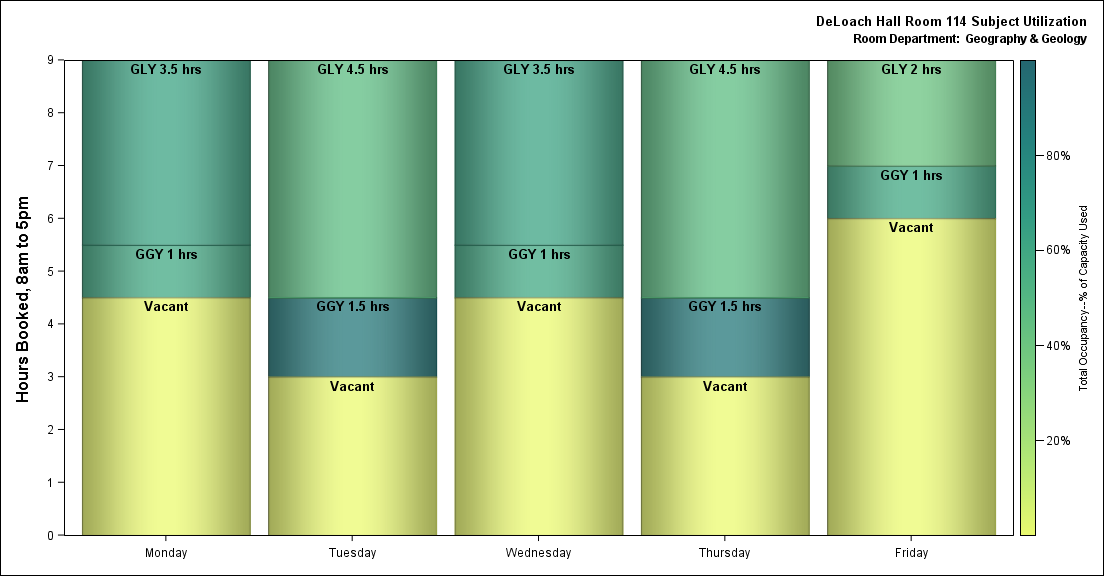 DeLoach Hall Room 114 Subject Utilization
Room Department: Geography & Geology
Hours Booked, 8am to 5pm
9
8
7
6
5
4
3
2
1
0
GLY 3.5 hrs
GGY 1 hrs
Vacant
GLY 4.5 hrs
GGY 1.5 hrs
Vacant
GLY 3.5 hrs
GGY 1 hrs
Vacant
GLY 4.5 hrs
GGY 1.5 hrs
Vacant
GLY 2 hrs
GGY 1 hrs
Vacant
Monday
Tuesday
Wednesday
Thursday
Friday
80%
60%
40%
20%
Total Occupancy--% of Capacity Used